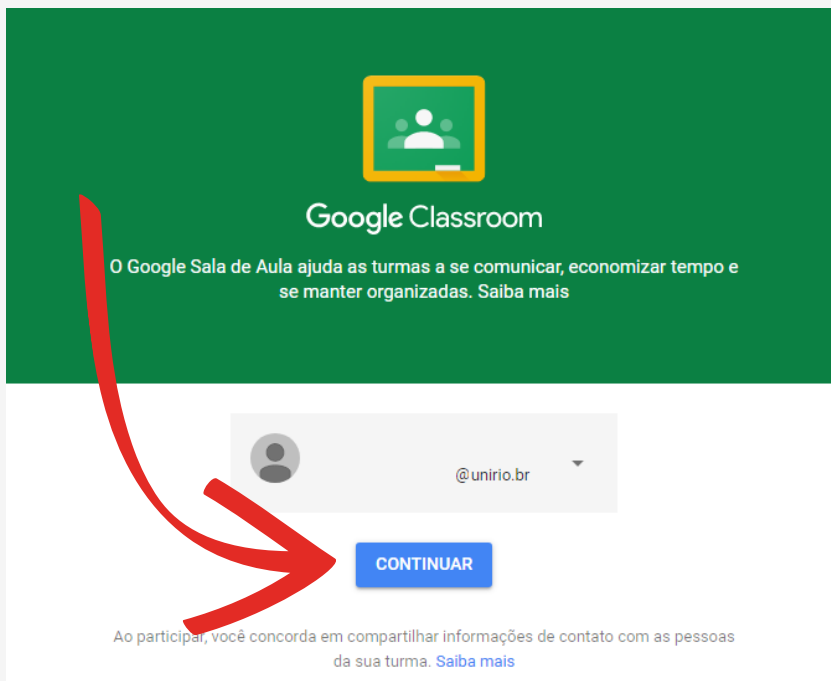 Google Classroom
O Google Sala de Aula ajuda as turmas a se comunicar, economizar tempo e
se manter organizadas. Saiba mais
@unirio.br
CONTINUAR
Ao participar, você concorda em compartilhar informações de contato com as pessoas
da sua turma. Saiba mais